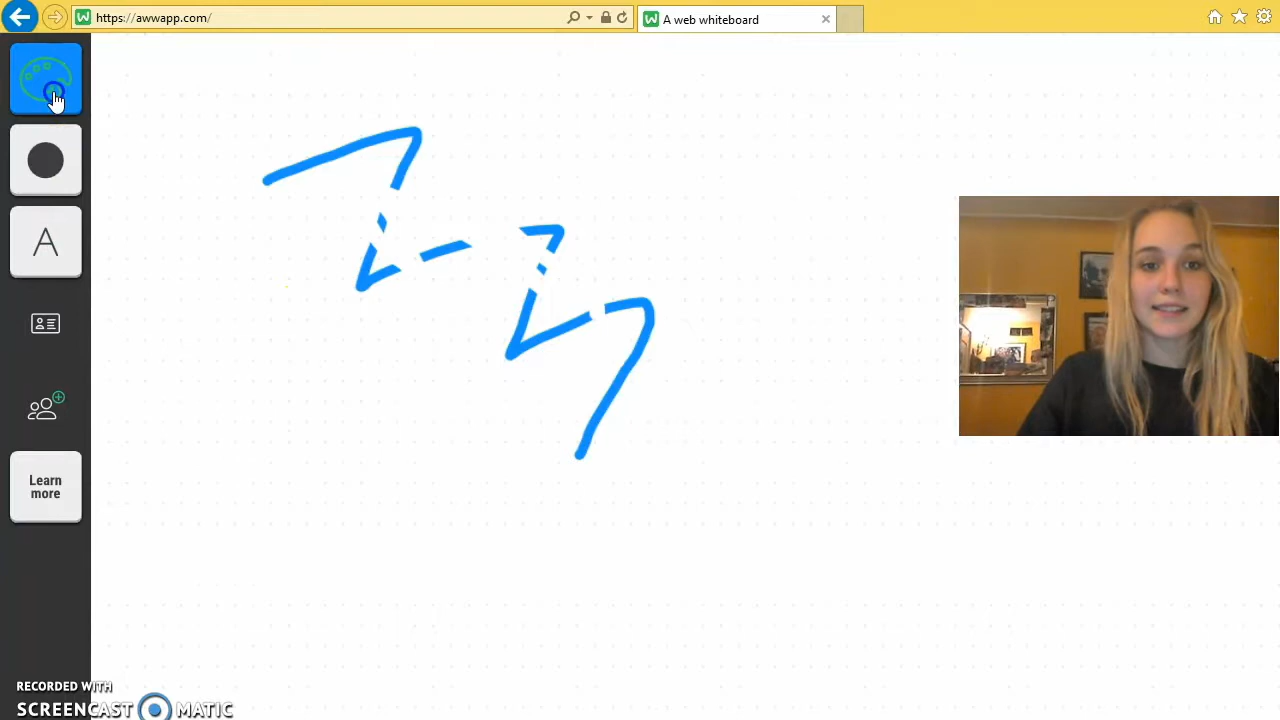 https://awwapp.com/
A web whiteboard
A
Learn
more
RECORDED WITH
SCREENCAST MATIC